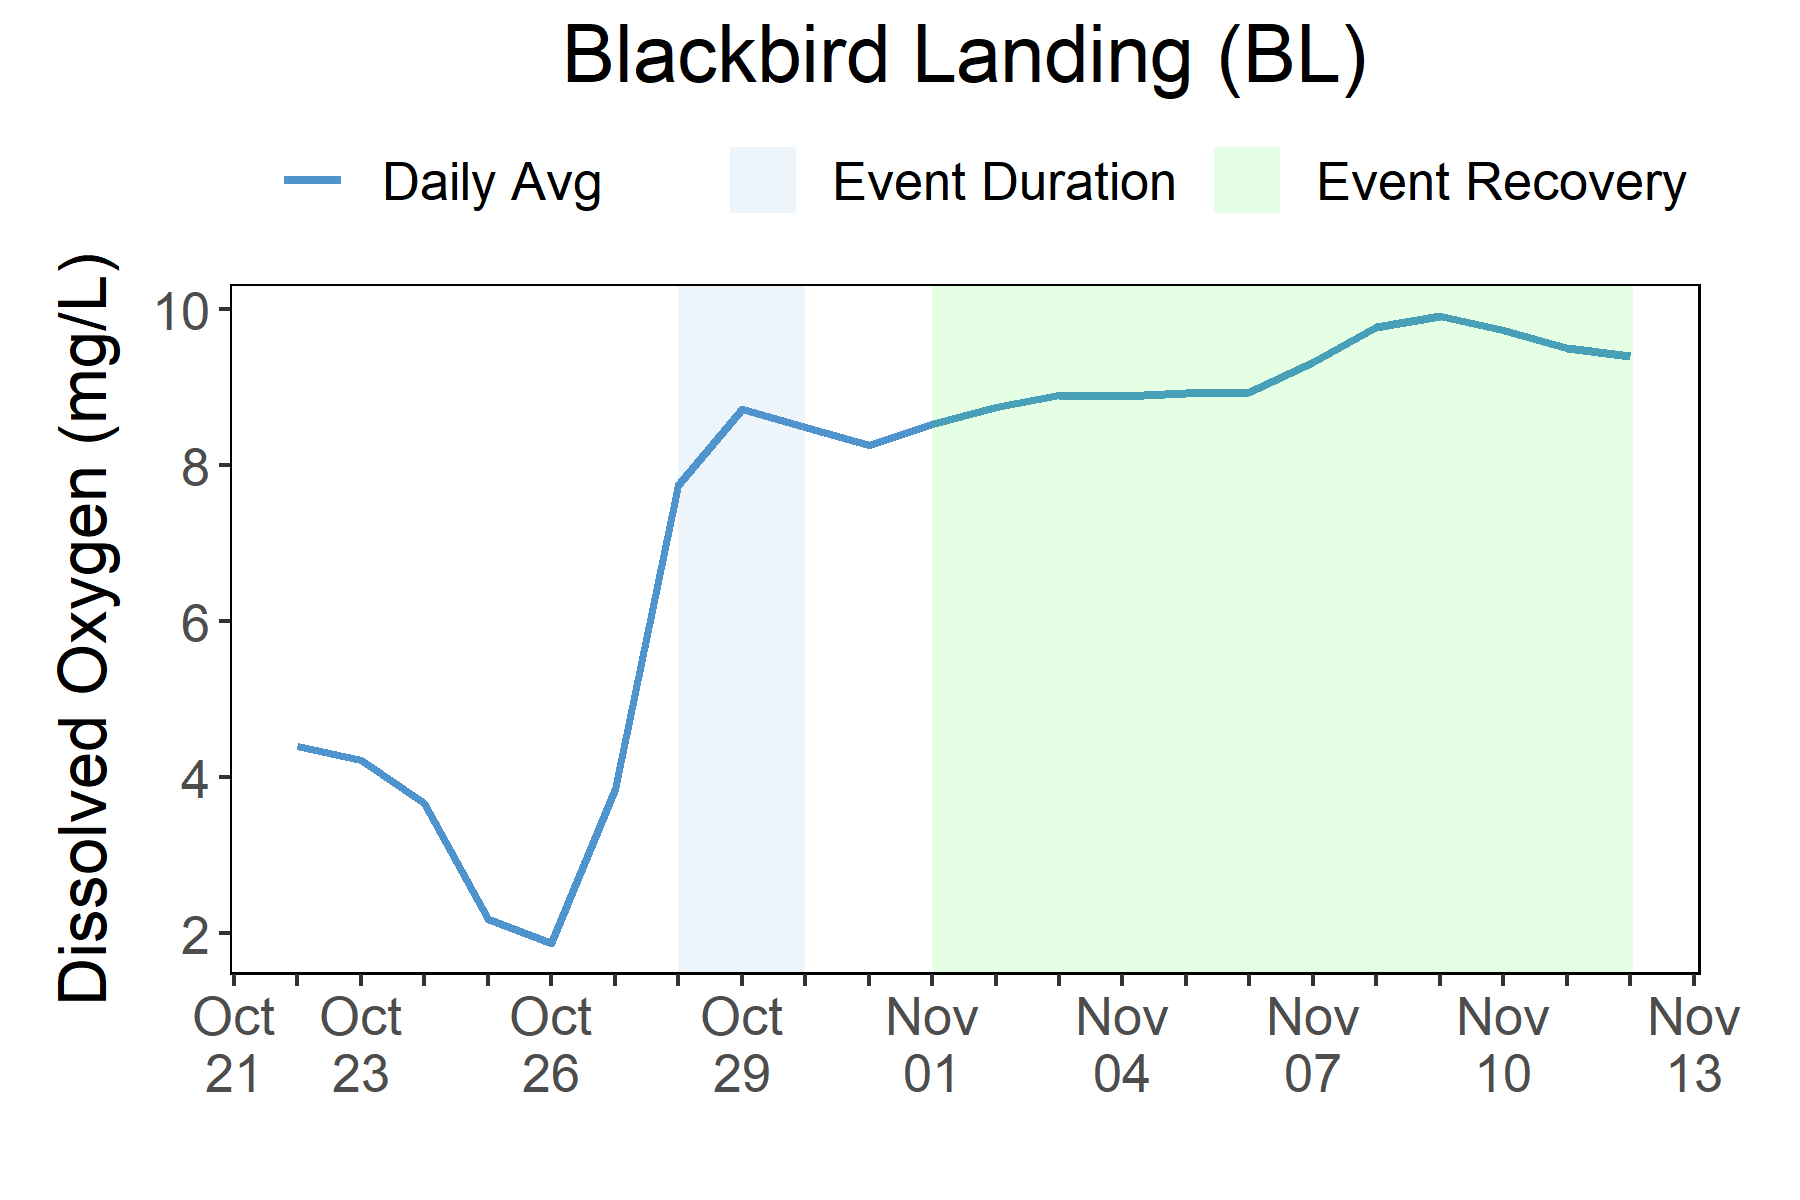 Blackbird Landing (BL)
Daily Avg
Event Duration
Event Recovery
Dissolved Oxygen (mg/L)
10
8
6
4
2
Oct 21
Oct 23
Oct 26
Oct 29
Nov 01
Nov 04
Nov 07
Nov 10
Nov 13